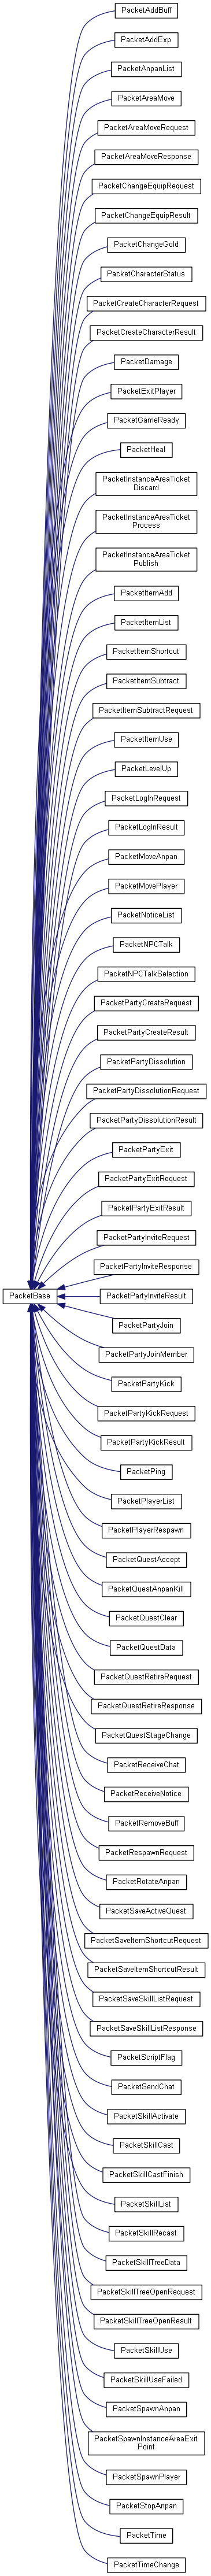 PacketAddBuff
PacketAddExp
PacketAnpanList
PacketAreaMove
PacketAreaMoveRequest
PacketAreaMoveResponse
PacketChangeEquipRequest
PacketChangeEquipResult
PacketChangeGold
PacketCharacterStatus
PacketCreateCharacterRequest
PacketCreateCharacterResult
PacketDamage
PacketExitPlayer
PacketGameReady
PacketHeal
PacketInstanceAreaTicket
Discard
PacketInstanceAreaTicket
Process
PacketInstanceAreaTicket
Publish
PacketItemAdd
PacketItemList
PacketItemShortcut
PacketItemSubtract
PacketItemSubtractRequest
PacketItemUse
PacketLevelUp
PacketLogInRequest
PacketLogInResult
PacketMoveAnpan
PacketMovePlayer
PacketNoticeList
PacketNPCTalk
PacketNPCTalkSelection
PacketPartyCreateRequest
PacketPartyCreateResult
PacketPartyDissolution
PacketPartyDissolutionRequest
PacketPartyDissolutionResult
PacketPartyExit
PacketPartyExitRequest
PacketPartyExitResult
PacketPartyInviteRequest
PacketPartyInviteResponse
PacketBase
PacketPartyInviteResult
PacketPartyJoin
PacketPartyJoinMember
PacketPartyKick
PacketPartyKickRequest
PacketPartyKickResult
PacketPing
PacketPlayerList
PacketPlayerRespawn
PacketQuestAccept
PacketQuestAnpanKill
PacketQuestClear
PacketQuestData
PacketQuestRetireRequest
PacketQuestRetireResponse
PacketQuestStageChange
PacketReceiveChat
PacketReceiveNotice
PacketRemoveBuff
PacketRespawnRequest
PacketRotateAnpan
PacketSaveActiveQuest
PacketSaveItemShortcutRequest
PacketSaveItemShortcutResult
PacketSaveSkillListRequest
PacketSaveSkillListResponse
PacketScriptFlag
PacketSendChat
PacketSkillActivate
PacketSkillCast
PacketSkillCastFinish
PacketSkillList
PacketSkillRecast
PacketSkillTreeData
PacketSkillTreeOpenRequest
PacketSkillTreeOpenResult
PacketSkillUse
PacketSkillUseFailed
PacketSpawnAnpan
PacketSpawnInstanceAreaExit
Point
PacketSpawnPlayer
PacketStopAnpan
PacketTime
PacketTimeChange